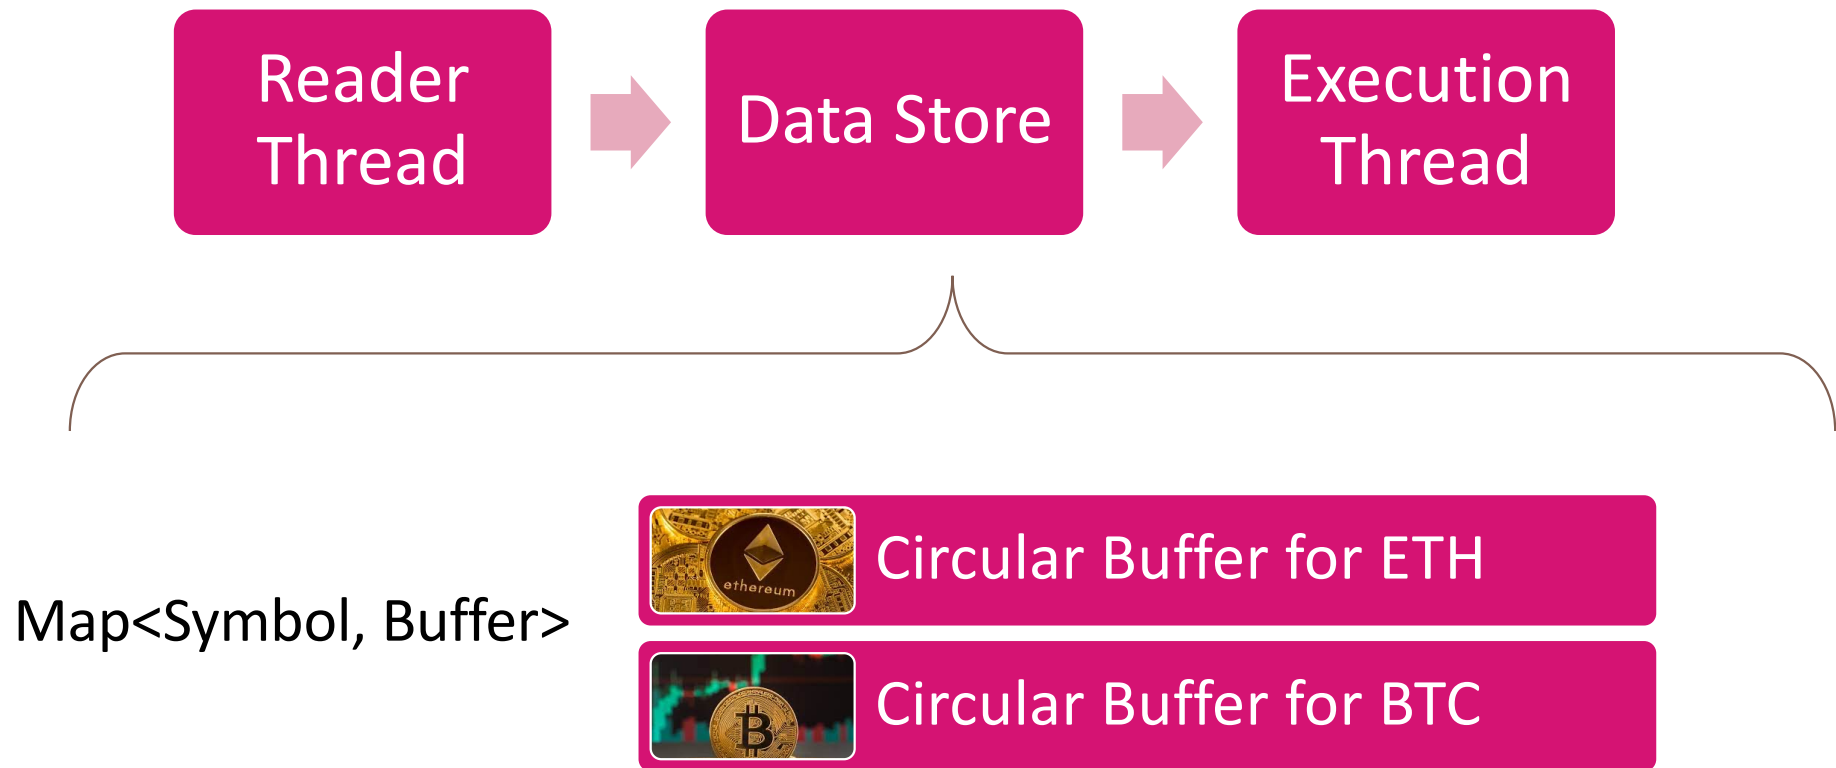 Reader
Thread
Data Store
Execution
Thread
Map<Symbol, Buffer>
ethereum
Circular Buffer for ETH
Circular Buffer for BTC